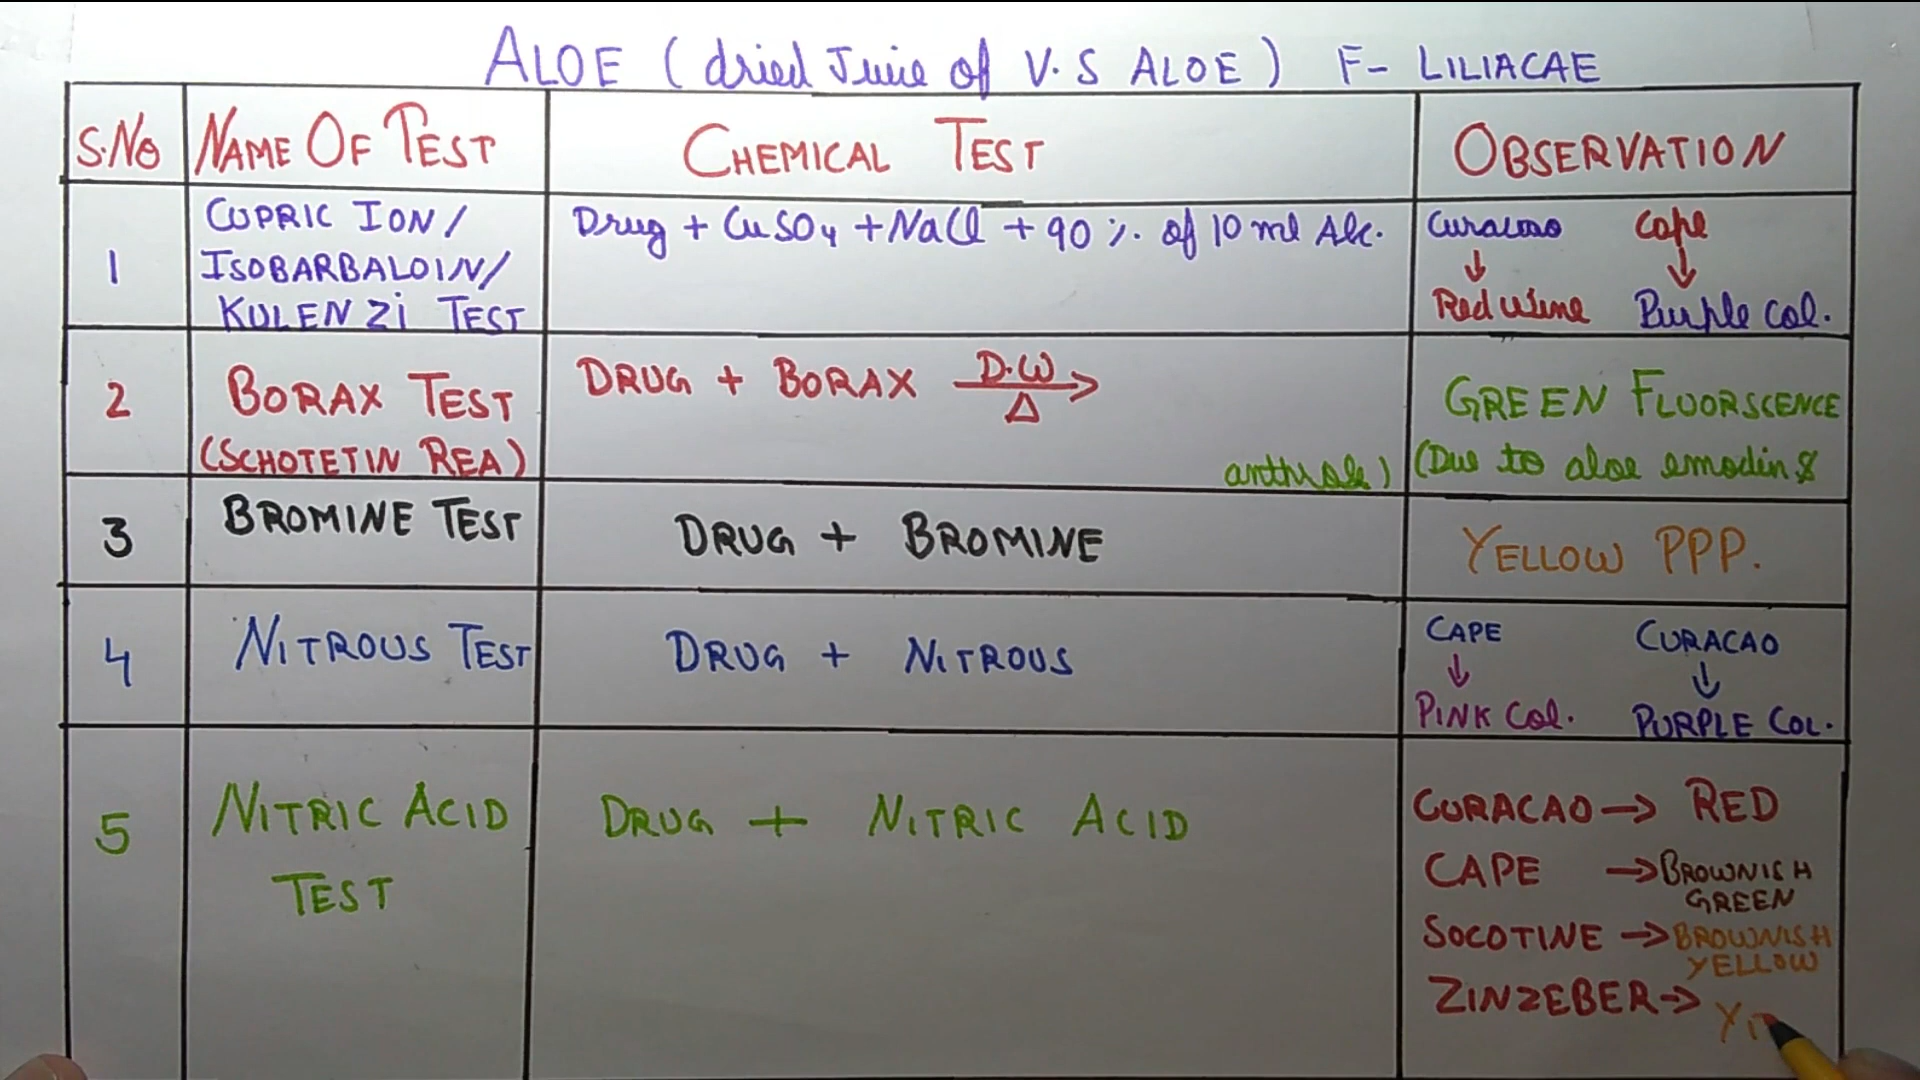 ALOE (dried Juice of V.S ALOE) F- LILIACAE
S.No NAME OF TEST CHEMICAL TEST OBSERVATION
1 CUPRIC ION/ ISOBARBALOIN/ KULENZI TEST
Drug + CuSO4 + NaCl + 90 %. of 10 ml Alc.
Curacao Cape
↓ ↓
Red Wine Purple Col.
2 BORAX TEST
(SCHOTETIN REA)
DRUG + BORAX D.W
Δ →
GREEN FLUORSCENCE
(Due to aloe emodin &
anthral)
3 BROMINE TEST DRUG + BROMINE YELLOW PPP.
4 NITROUS TEST DRUG + NITROUS
CAPE CURACAO
↓ ↓
PINK Col. PURPLE COL.
5 NITRIC ACID
TEST
DRUG + NITRIC ACID
CURACAO → RED
CAPE → BROWNISH
GREEN
SOCOTINE → BROWNISH
YELLOW
ZINZEBER →